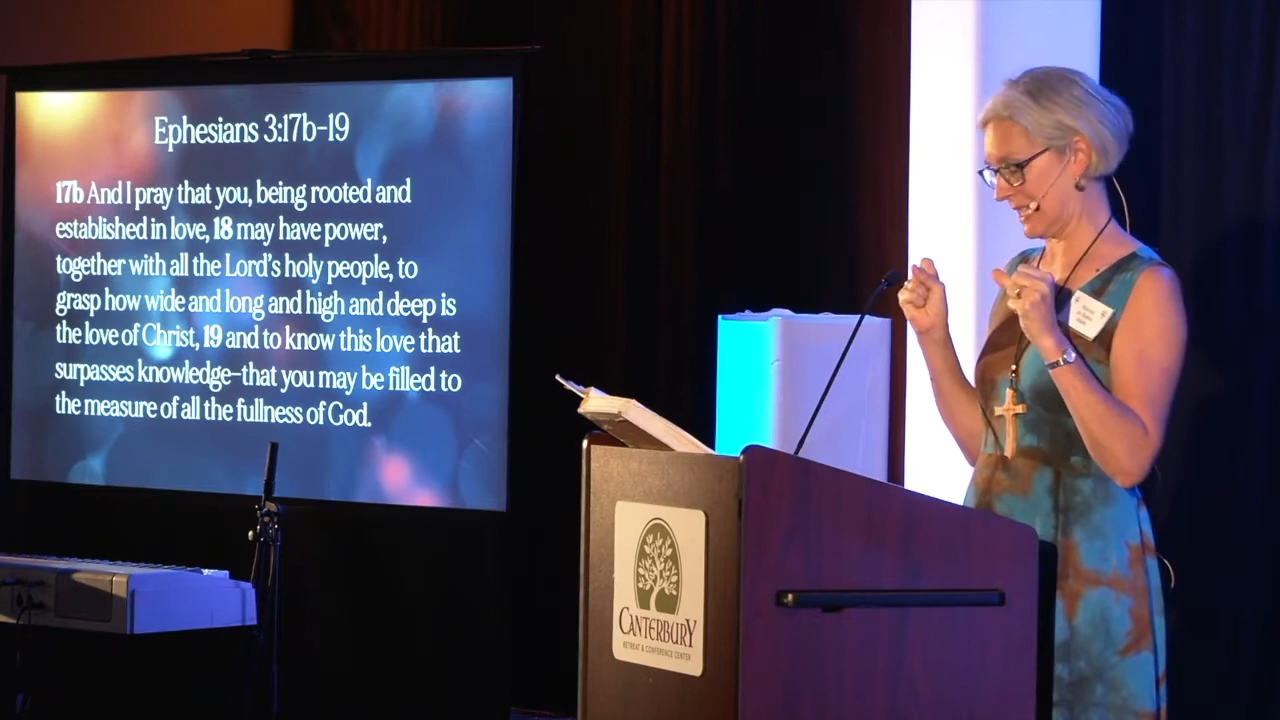 Ephesians 3:17b-19
17b And I pray that you, being rooted and
established in love, 18 may have power,
together with all the Lord's holy people, to
grasp how wide and long and high and deep is
the love of Christ, 19 and to know this love that
surpasses knowledge–that you may be filled to
the measure of all the fullness of God.
CANTERBURY
RETREAT & CONFERENCE CENTER